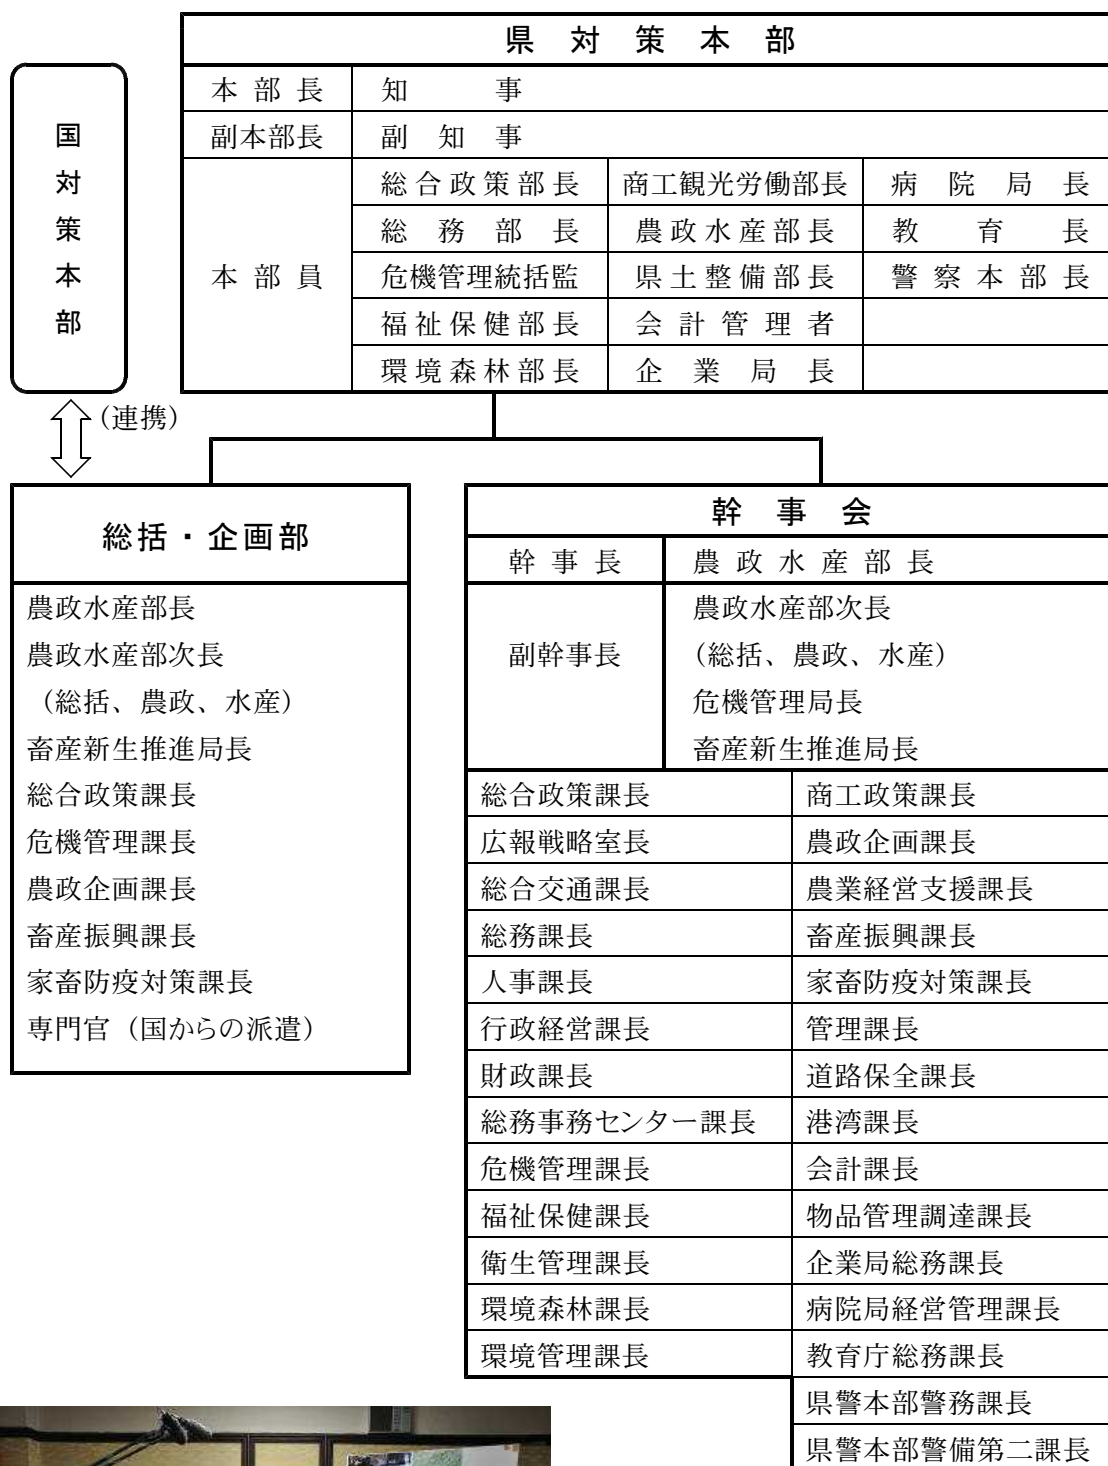 県対策本部
本部長 知事
副本部長 副知事
本部員
総合政策部長 商工観光労働部長 病院局長
総務部長 農政水産部長 教育長
危機管理統括監 県土整備部長 警察本部長
福祉保健部長 会計管理者
環境森林部長 企業局長
国対策本部
(連携)
総括・企画部
農政水産部長
農政水産部次長
(総括、農政、水産)
畜産新生推進局長
総合政策課長
危機管理課長
農政企画課長
畜産振興課長
家畜防疫対策課長
専門官(国からの派遣)
幹事会
幹事長 農政水産部長
副幹事長
農政水産部次長
(総括、農政、水産)
危機管理局長
畜産新生推進局長
総合政策課長 商工政策課長
広報戦略室長 農政企画課長
総合交通課長 農業経営支援課長
総務課長 畜産振興課長
人事課長 家畜防疫対策課長
行政経営課長 管理課長
財政課長 道路保全課長
総務事務センター課長 港湾課長
危機管理課長 会計課長
福祉保健課長 物品管理調達課長
衛生管理課長 企業局総務課長
環境森林課長 病院局経営管理課長
環境管理課長 教育庁総務課長
県警本部警務課長
県警本部警備第二課長